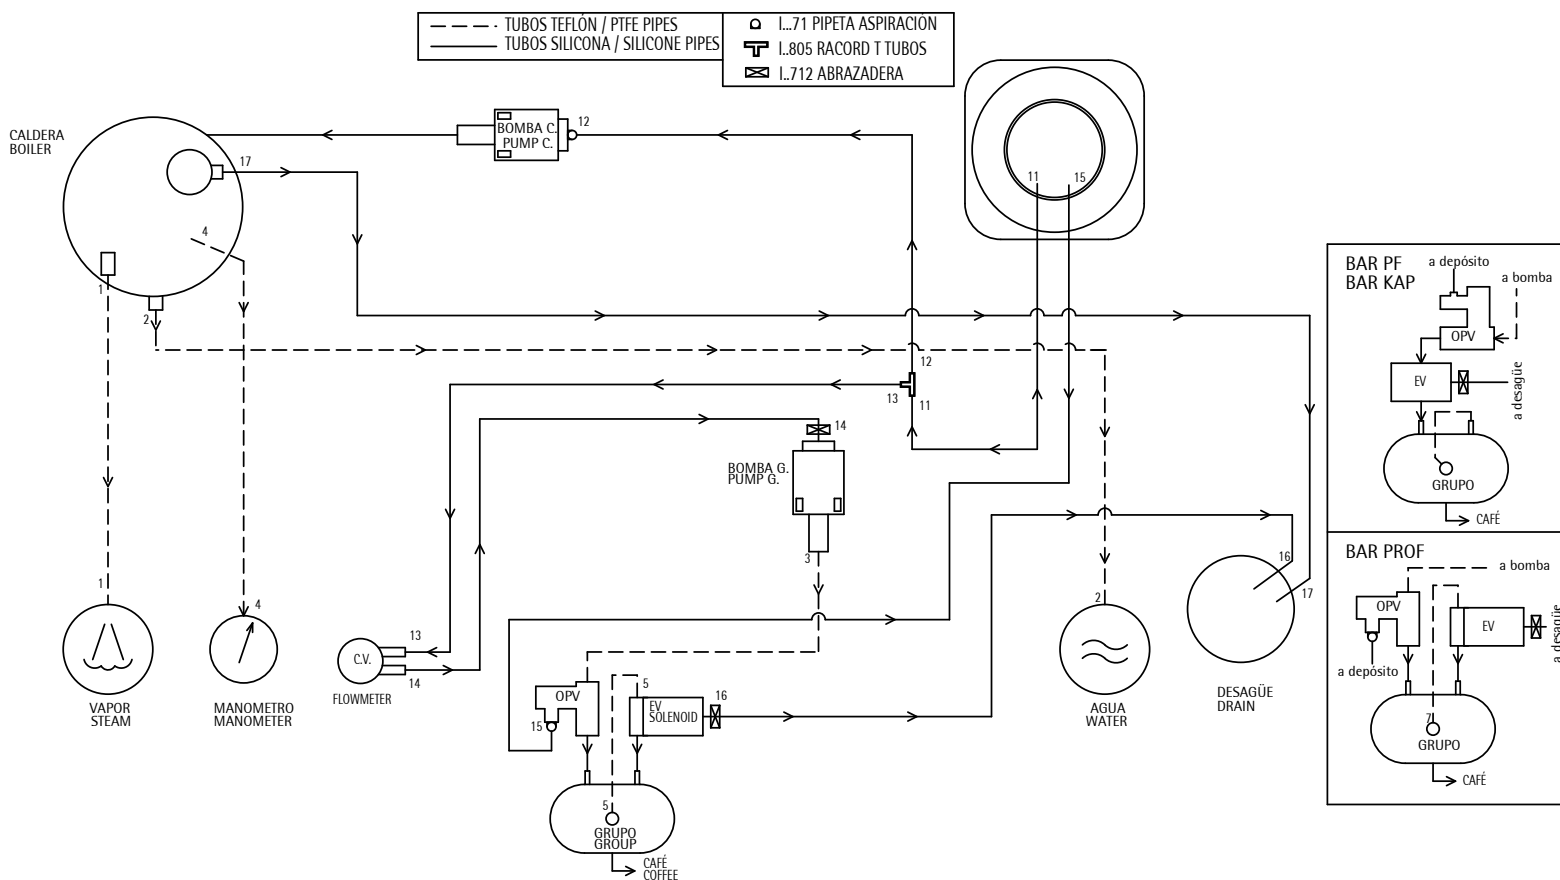 TUBOS TEFLÓN / PTFE PIPES
TUBOS SILICONA / SILICONE PIPES
I...71 PIPETA ASPIRACIÓN
I..805 RACORD T TUBOS
I..712 ABRAZADERA
CALDERA
BOILER
17
4
1
2
BOMBA C.
PUMP C.
12
11
15
12
13
11
14
BOMBA G.
PUMP G.
3
1
VAPOR
STEAM
4
MANOMETRO
MANOMETER
C.V.
13
14
FLOWMETER
OPV
15
5
EV
SOLENOID
16
5
GRUPO
GROUP
CAFÉ
COFFEE
2
AGUA
WATER
16
17
DESAGÜE
DRAIN
BAR PF
BAR KAP
a depósito
a bomba
OPV
EV
a desagüe
GRUPO
CAFÉ
BAR PROF
a bomba
OPV
EV
a desagüe
a depósito
7
GRUPO
CAFÉ